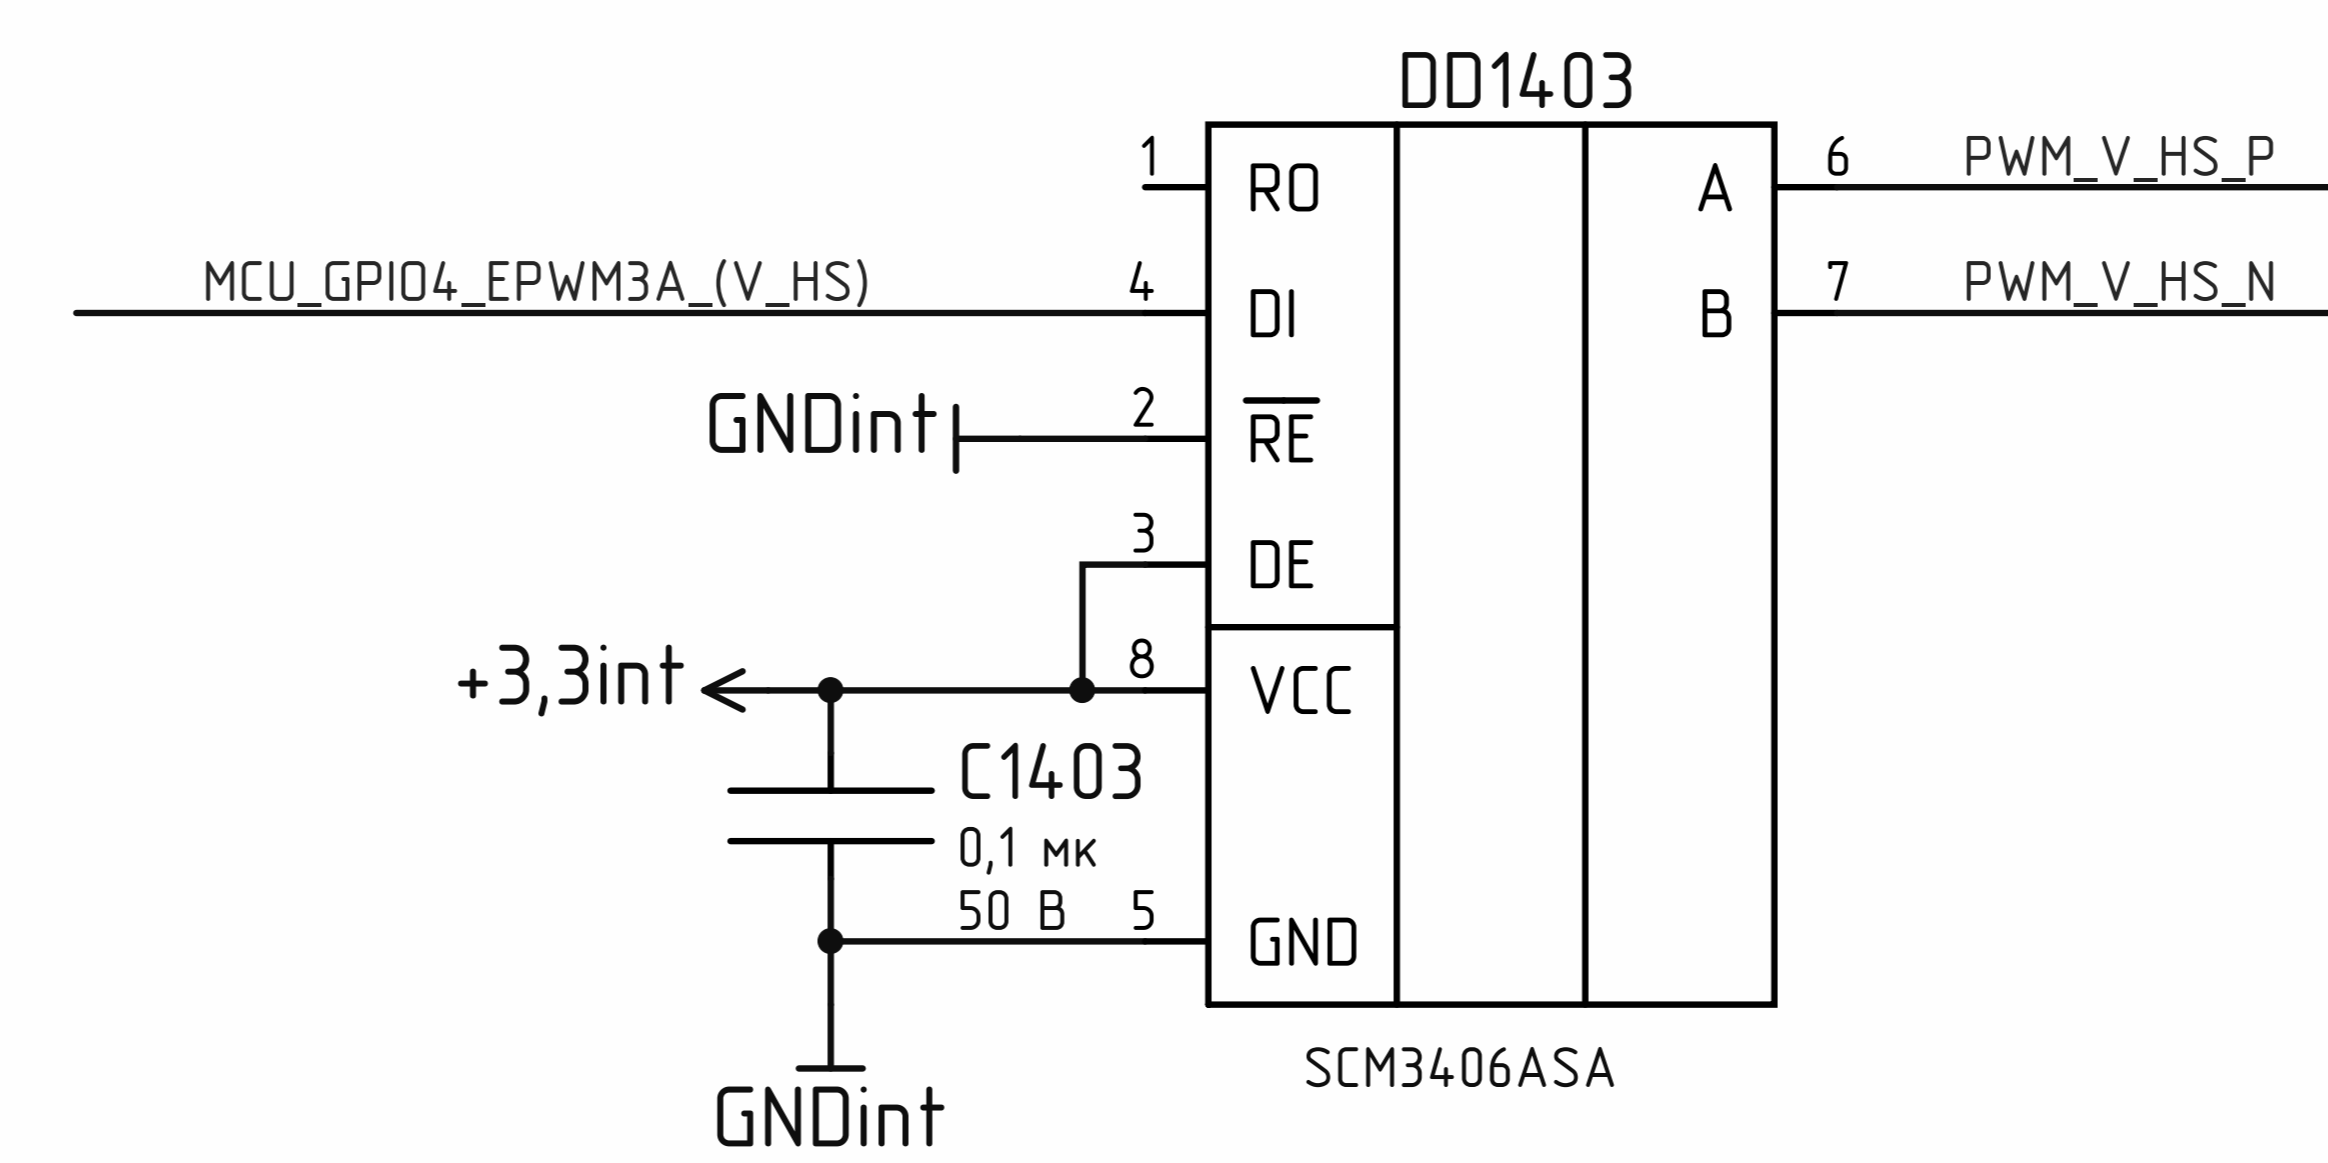 DD1403
1 RO A 6 PWM_V_HS_P
MCU_GPIO4_EPWM3A_(V_HS) 4 DI B 7 PWM_V_HS_N
GNDint 2 RE
3 DE
+3,3int 8 VCC
C1403
0,1 мк
50 В 5 GND
SCM3406ASA
GNDint